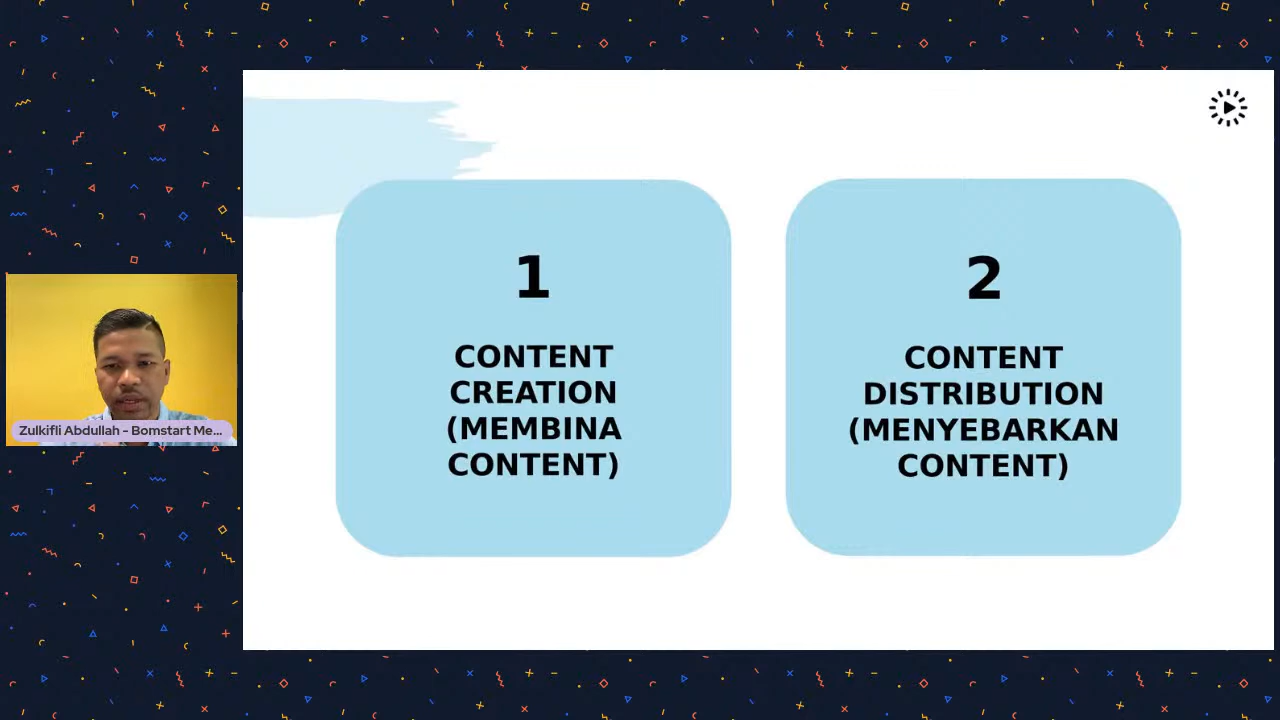 1
CONTENT
CREATION
(MEMBINA
CONTENT)
2
CONTENT
DISTRIBUTION
(MENYEBARKAN
CONTENT)
Zulkifli Abdullah - Bomstart Me...